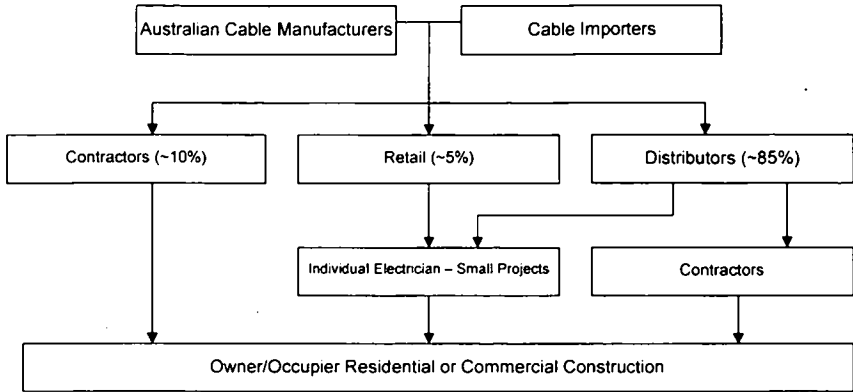 Australian Cable Manufacturers
Cable Importers
Contractors (~10%)
Retail (~5%)
Distributors (~85%)
Individual Electrician – Small Projects
Contractors
Owner/Occupier Residential or Commercial Construction